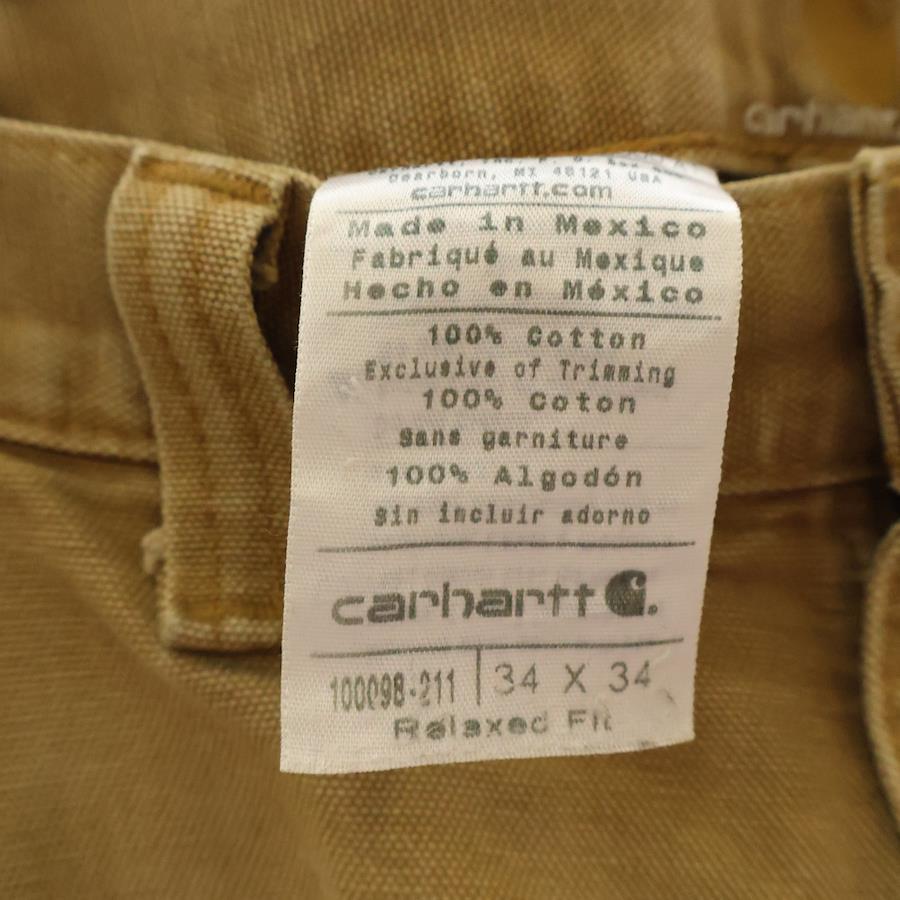 carhartt
Dearborn, MI 48121 USA
carhartt.com
Made in Mexico
Fabriqué au Mexique
Hecho en México
100% Cotton
Exclusive of Trimming
100% Coton
Sans garniture
100% Algodón
Sin incluir adorno
carhartt
100098-211 34 X 34
Relaxed Fit